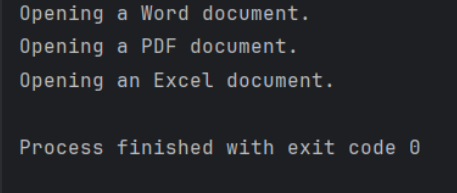 Opening a Word document.
Opening a PDF document.
Opening an Excel document.
Process finished with exit code 0